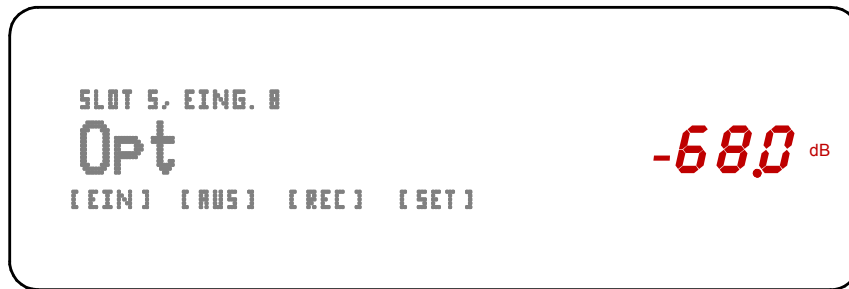 SLOT 5, EING. 8
Opt
-68.0 dB
[EIN] [AUS] [REC] [SET]